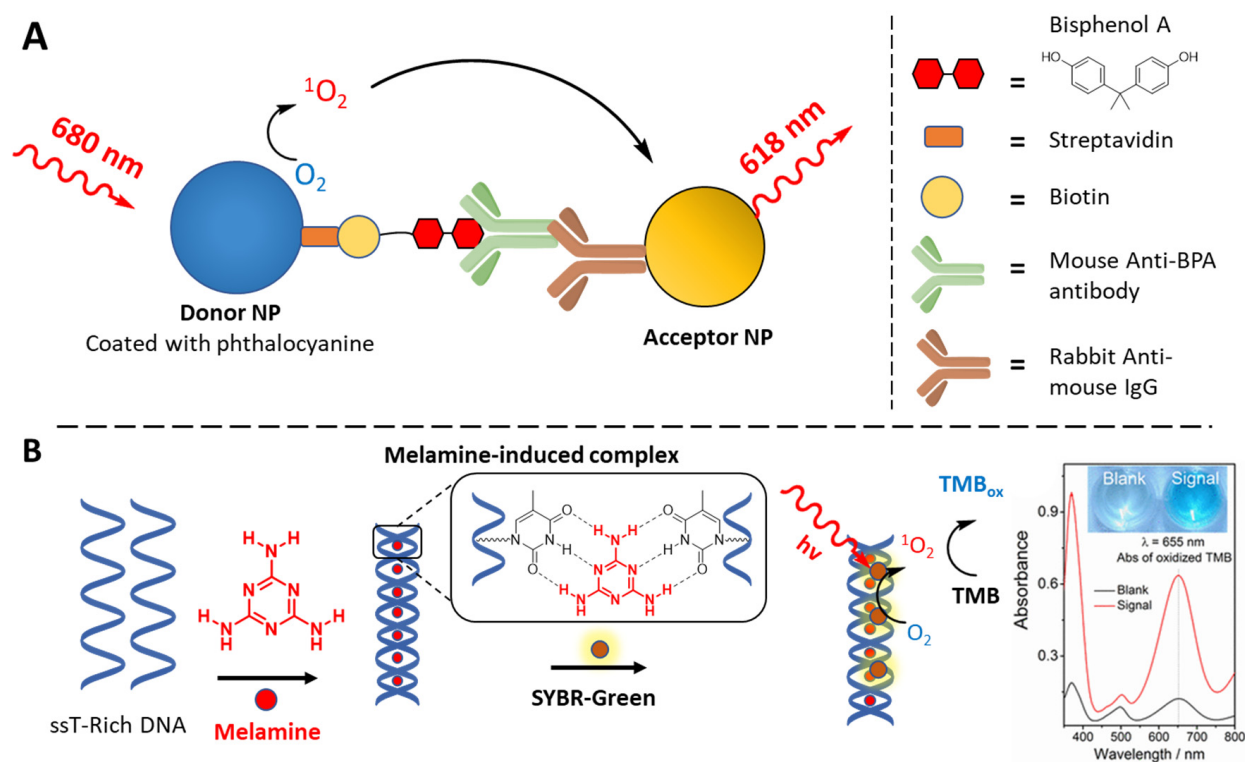 A
680 nm
¹O₂
O₂
618 nm
Donor NP
Coated with phthalocyanine
Acceptor NP
Bisphenol A
HO
OH
=
=
Streptavidin
=
Biotin
=
Mouse Anti-BPA
antibody
=
Rabbit Anti-
mouse IgG
B
ssT-Rich DNA
H H
N
H N N H
N N N
H H
Melamine
Melamine-induced complex
O H H O
N
N H N N H N
O H N H O
N N N
H H
SYBR-Green
hv
¹O₂
O₂
TMBox
TMB
Blank Signal
λ = 655 nm
Abs of oxidized TMB
Blank
Signal
Absorbance
0.9
0.6
0.3
400 500 600 700 800
Wavelength / nm